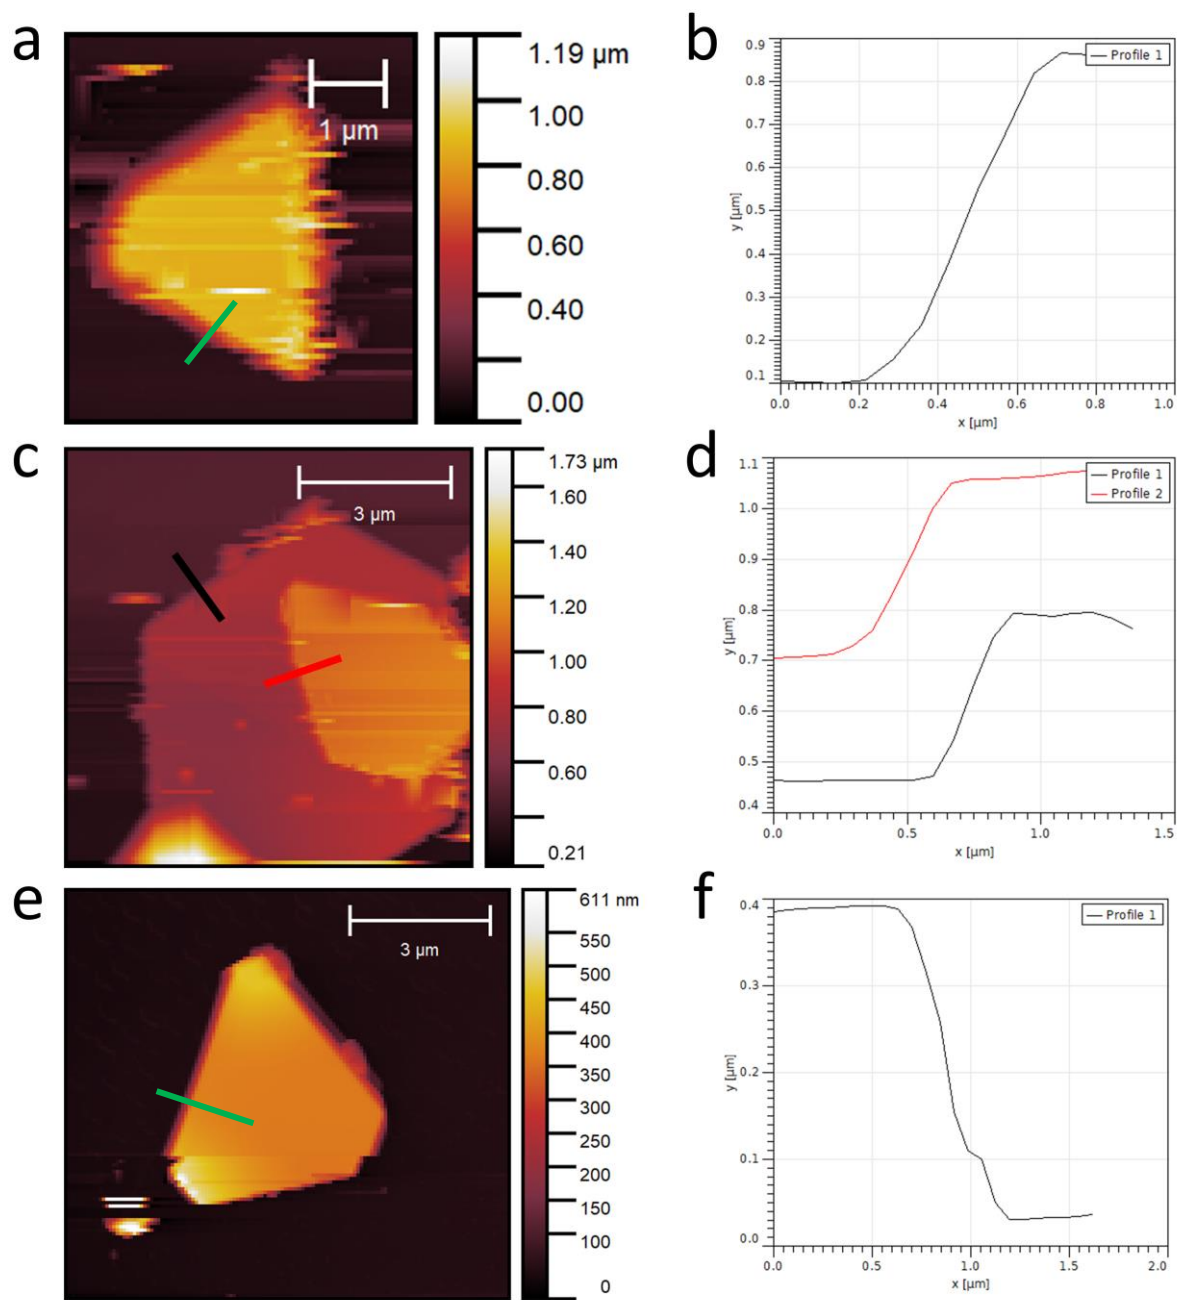 a
1 µm
1.19 µm
1.00
0.80
0.60
0.40
0.00
b
Profile 1
0.9
0.8
0.7
0.6
0.5
0.4
0.3
0.2
0.1
y [µm]
0.0 0.2 0.4 0.6 0.8 1.0
x [µm]
c
3 µm
1.73 µm
1.60
1.40
1.20
1.00
0.80
0.60
0.21
d
Profile 1
Profile 2
1.1
1.0
0.9
0.8
0.7
0.6
0.5
0.4
y [µm]
0.0 0.5 1.0 1.5
x [µm]
e
3 µm
611 nm
550
500
450
400
350
300
250
200
150
100
0
f
Profile 1
0.4
0.3
0.2
0.1
0.0
y [µm]
0.0 0.5 1.0 1.5 2.0
x [µm]